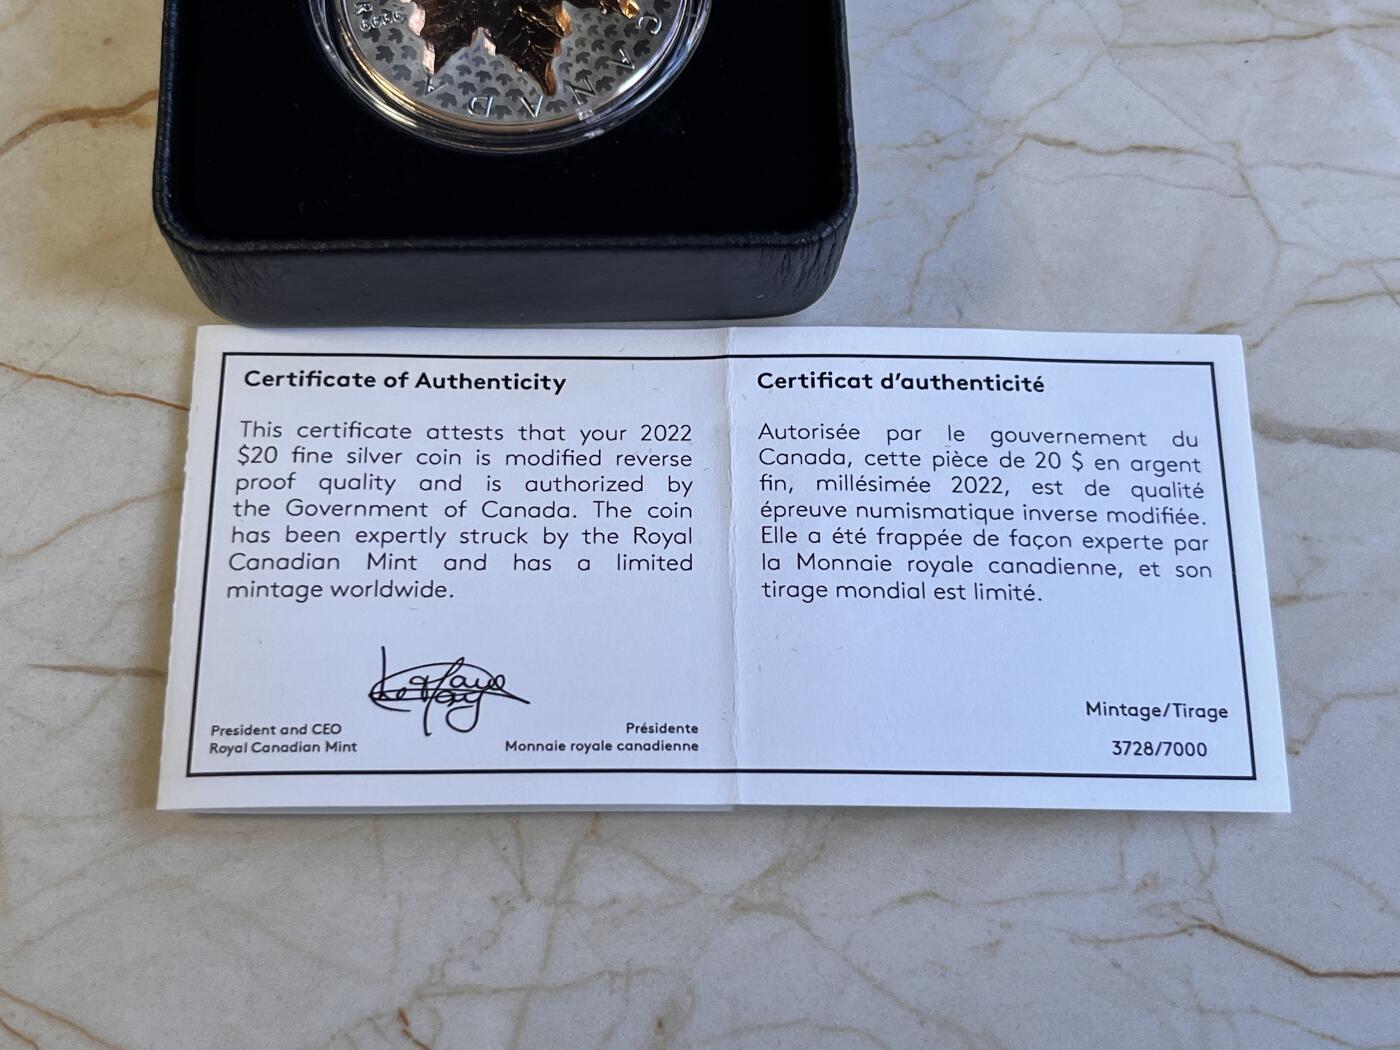 9999
CANADA
Certificate of Authenticity
This certificate attests that your 2022
$20 fine silver coin is modified reverse
proof quality and is authorized by
the Government of Canada. The coin
has been expertly struck by the Royal
Canadian Mint and has a limited
mintage worldwide.
President and CEO
Royal Canadian Mint
Présidente
Monnaie royale canadienne
Certificat d'authenticité
Autorisée par le gouvernement du
Canada, cette pièce de 20 $ en argent
fin, millésimée 2022, est de qualité
épreuve numismatique inverse modifiée.
Elle a été frappée de façon experte par
la Monnaie royale canadienne, et son
tirage mondial est limité.
Mintage/Tirage
3728/7000